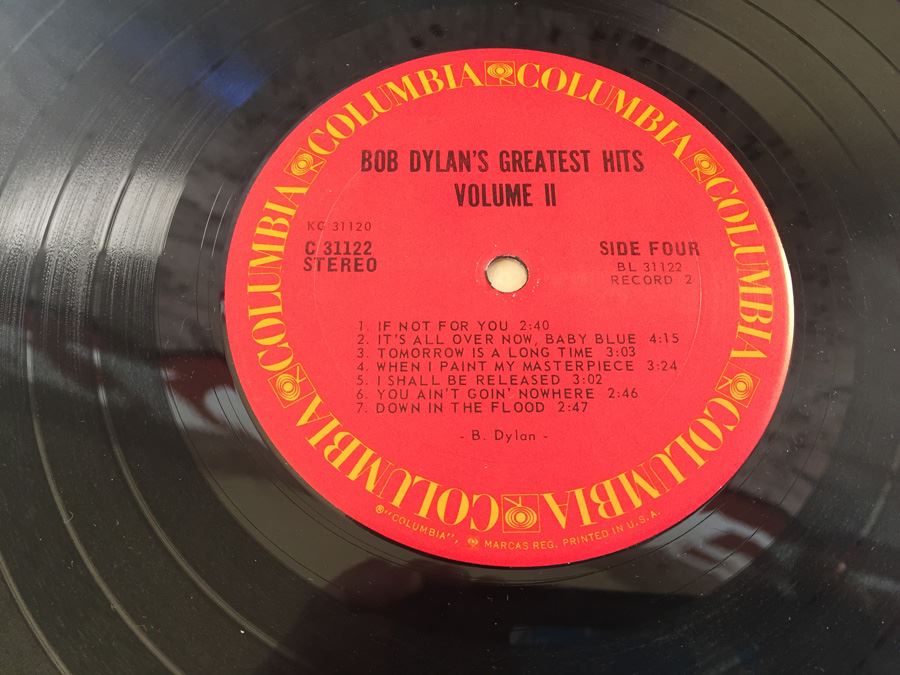 COLUMBIA COLUMBIA COLUMBIA COLUMBIA COLUMBIA COLUMBIA COLUMBIA
BOB DYLAN'S GREATEST HITS
VOLUME II
KG 31120
C 31122
STEREO
SIDE FOUR
BL 31122
RECORD 2
1. IF NOT FOR YOU 2:40
2. IT'S ALL OVER NOW, BABY BLUE 4:15
3. TOMORROW IS A LONG TIME 3:03
4. WHEN I PAINT MY MASTERPIECE 3:24
5. I SHALL BE RELEASED 3:02
6. YOU AIN'T GOIN' NOWHERE 2:46
7. DOWN IN THE FLOOD 2:47
- B. Dylan -
®"COLUMBIA", MARCAS REG. PRINTED IN U.S.A.